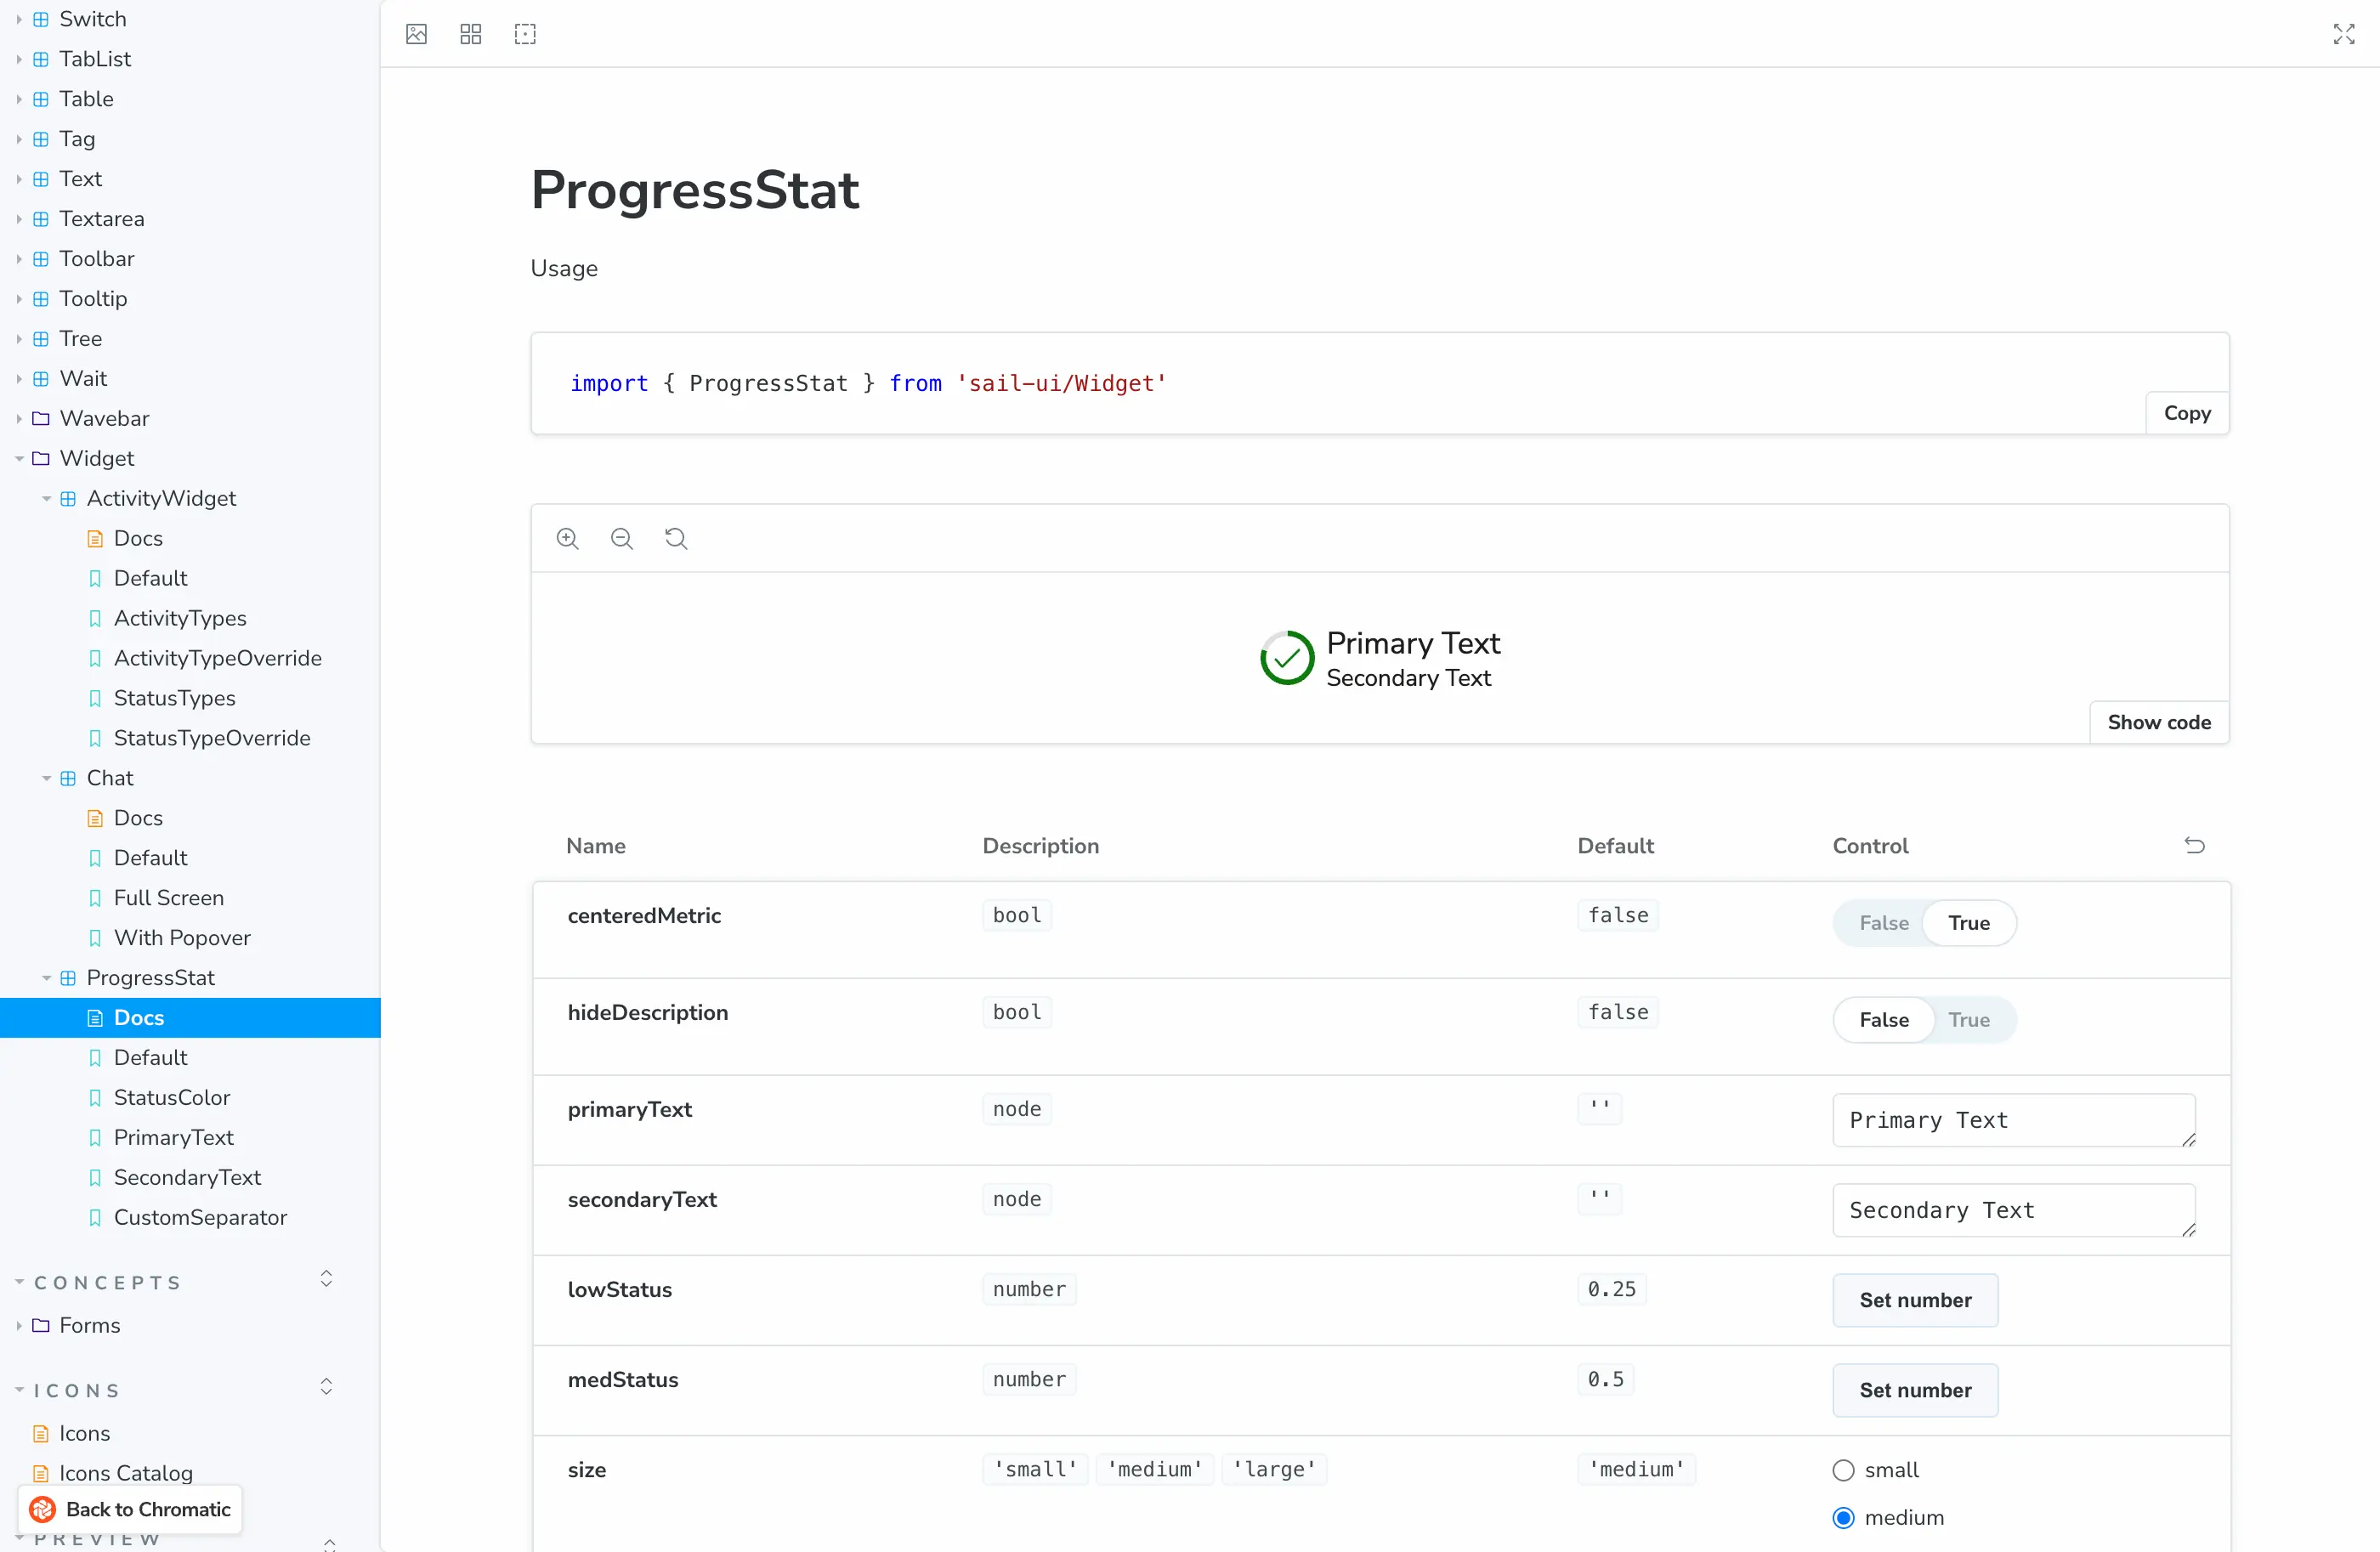 Switch
TabList
Table
Tag
Text
Textarea
Toolbar
Tooltip
Tree
Wait
Wavebar
Widget
ActivityWidget
Docs
Default
ActivityTypes
ActivityTypeOverride
StatusTypes
StatusTypeOverride
Chat
Docs
Default
Full Screen
With Popover
ProgressStat
Docs
Default
StatusColor
PrimaryText
SecondaryText
CustomSeparator
CONCEPTS
Forms
ICONS
Icons
Icons Catalog
Back to Chromatic
PREVIEW
ProgressStat
Usage
import { ProgressStat } from 'sail-ui/Widget'
Copy
Primary Text
Secondary Text
Show code
Name Description Default Control
centeredMetric bool false False True
hideDescription bool false False True
primaryText node '' Primary Text
secondaryText node '' Secondary Text
lowStatus number 0.25 Set number
medStatus number 0.5 Set number
size 'small' 'medium' 'large' 'medium' small
medium